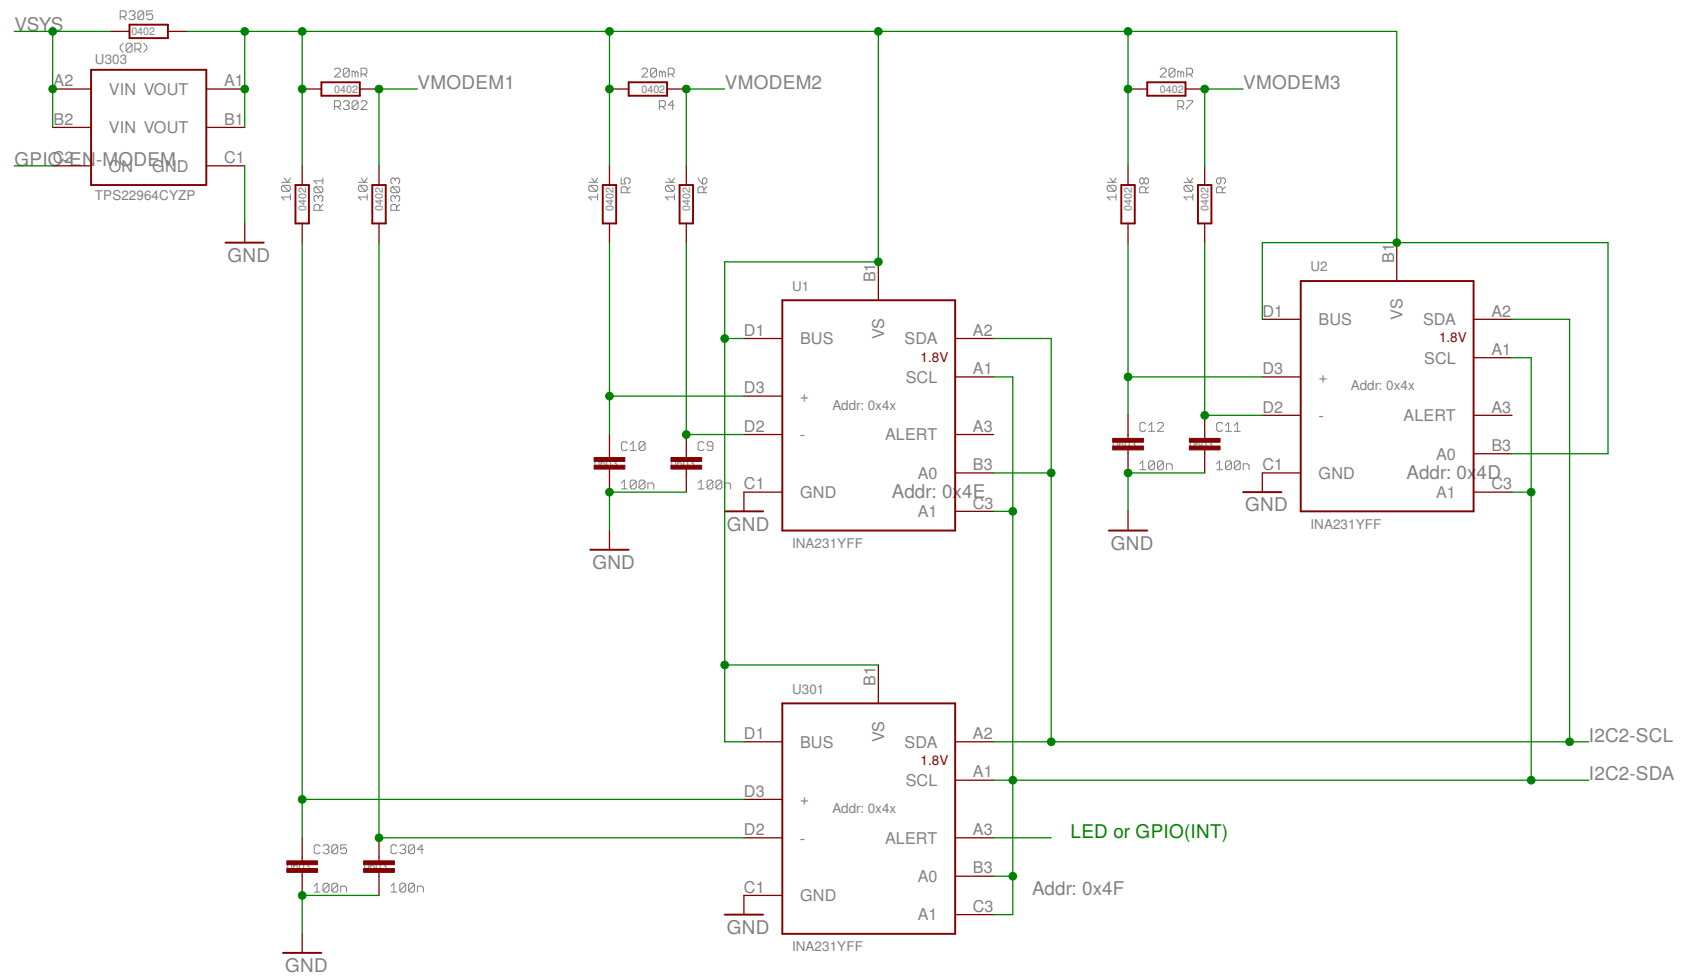 VSYS
R305
0402
(0R)
U303
A2
VIN VOUT
A1
B2
VIN VOUT
B1
GPIO-EN-MODEM
C2
ON GND
C1
TPS22964CYZP
GND
20mR
0402
R302
VMODEM1
10k
0402
R301
10k
0402
R303
20mR
0402
R4
VMODEM2
10k
0402
R5
10k
0402
R6
20mR
0402
R7
VMODEM3
10k
0402
R8
10k
0402
R9
U1
B1
VS
D1
BUS
SDA
A2
1.8V
SCL
A1
D3
+
Addr: 0x4x
D2
-
ALERT
A3
A0
B3
C1
GND
Addr: 0x4E
A1
C3
GND
INA231YFF
C10
100n
C9
100n
GND
U2
B1
VS
D1
BUS
SDA
A2
1.8V
SCL
A1
D3
+
Addr: 0x4x
D2
-
ALERT
A3
A0
B3
C1
GND
Addr: 0x4D
A1
C3
GND
INA231YFF
C12
100n
C11
100n
GND
U301
B1
VS
D1
BUS
SDA
A2
I2C2-SCL
1.8V
SCL
A1
I2C2-SDA
D3
+
Addr: 0x4x
D2
-
ALERT
A3
LED or GPIO(INT)
A0
B3
Addr: 0x4F
C1
GND
A1
C3
GND
INA231YFF
C305
100n
C304
100n
GND